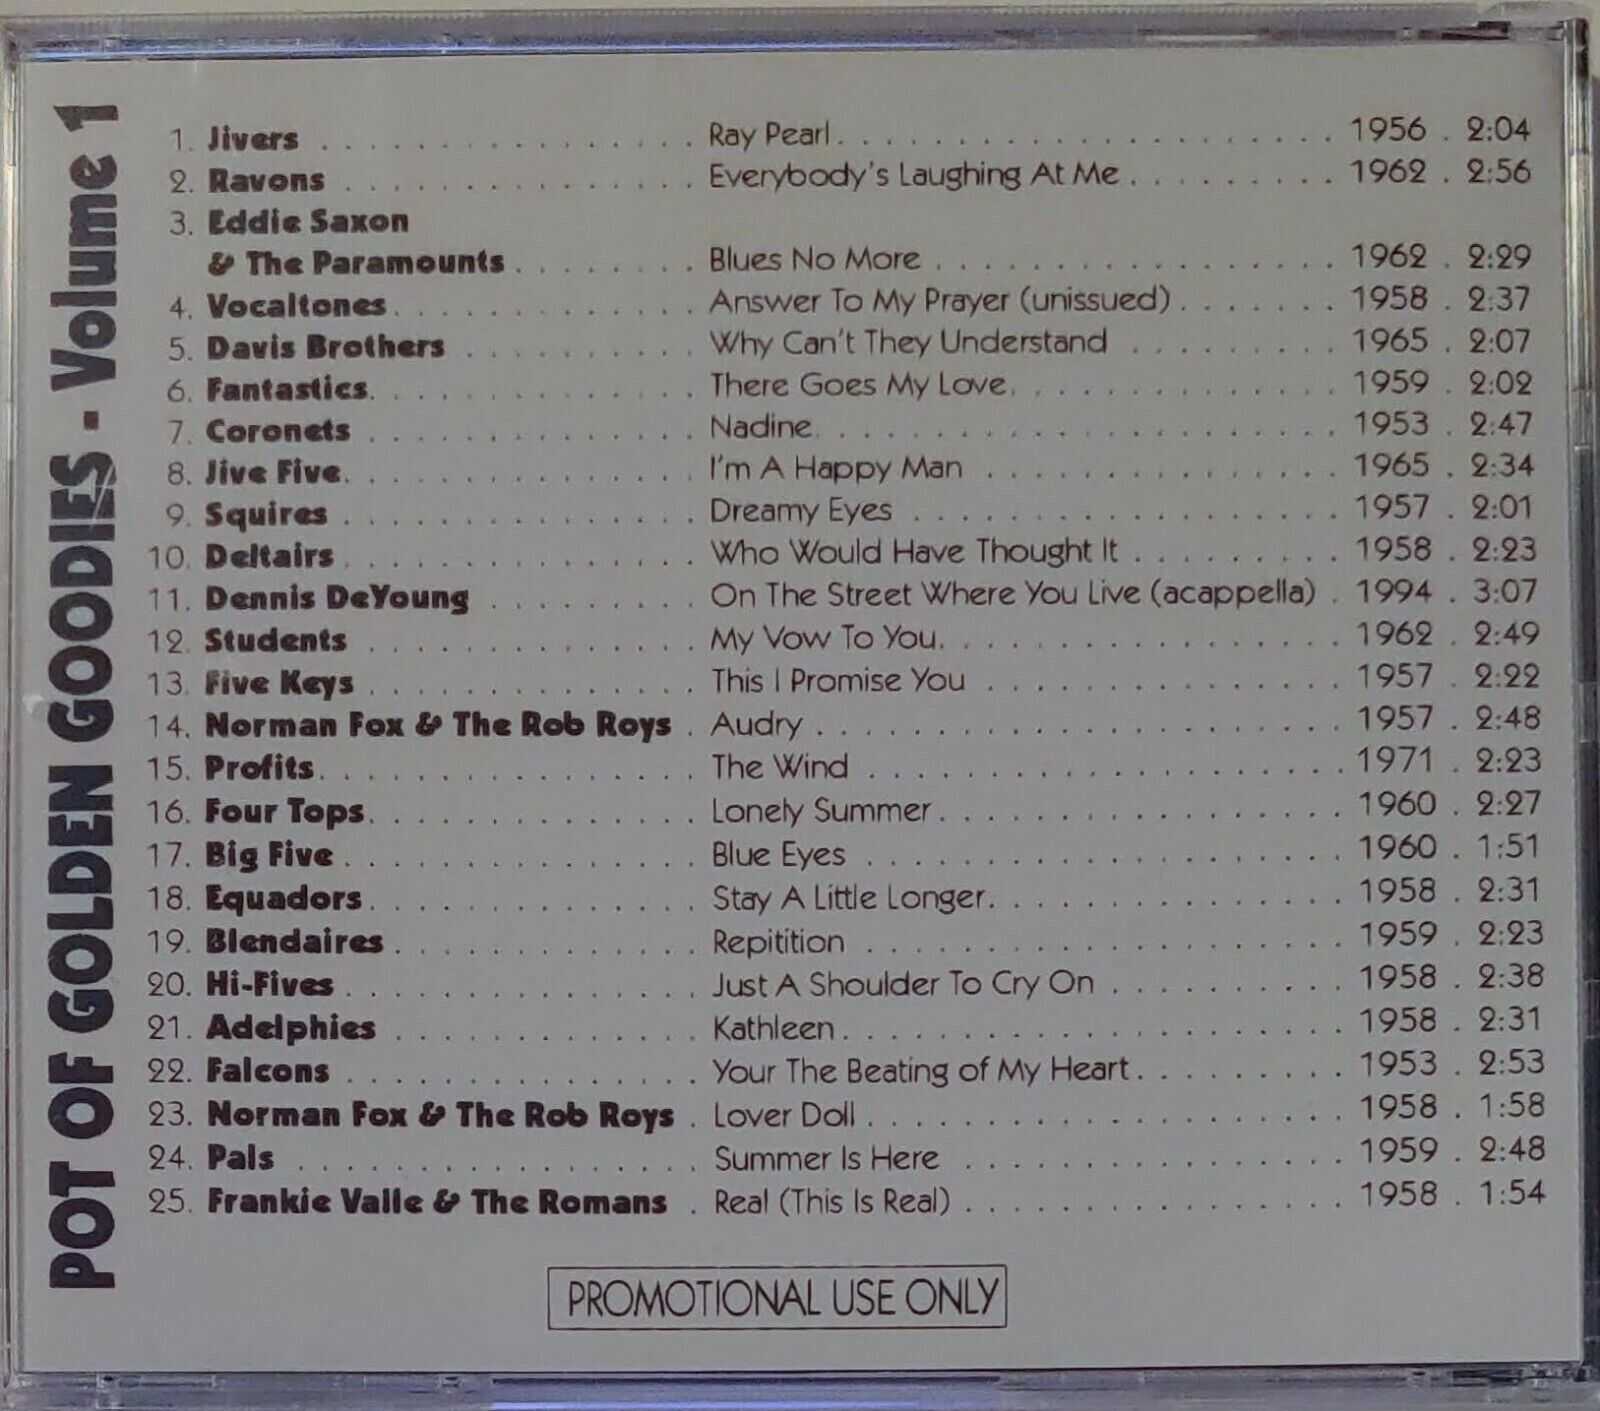 POT OF GOLDEN GOODIES - Volume 1
1. Jivers . . . . . . . . . . . . . . . . Ray Pearl . . . . . . . . . . . . . . . . . . . . 1956 . 2:04
2. Ravons . . . . . . . . . . . . . . . Everybody's Laughing At Me . . . . . . . . . 1962 . 2:56
3. Eddie Saxon
& The Paramounts . . . . . . . . Blues No More . . . . . . . . . . . . . . . . . 1962 . 2:29
4. Vocaltones . . . . . . . . . . . . . Answer To My Prayer (unissued) . . . . . . . 1958 . 2:37
5. Davis Brothers . . . . . . . . . . Why Can't They Understand . . . . . . . . . 1965 . 2:07
6. Fantastics . . . . . . . . . . . . . . There Goes My Love . . . . . . . . . . . . . . 1959 . 2:02
7. Coronets . . . . . . . . . . . . . . Nadine . . . . . . . . . . . . . . . . . . . . . . 1953 . 2:47
8. Jive Five . . . . . . . . . . . . . . . I'm A Happy Man . . . . . . . . . . . . . . . 1965 . 2:34
9. Squires . . . . . . . . . . . . . . . Dreamy Eyes . . . . . . . . . . . . . . . . . . 1957 . 2:01
10. Deltairs . . . . . . . . . . . . . . . Who Would Have Thought It . . . . . . . . . 1958 . 2:23
11. Dennis DeYoung . . . . . . . . . On The Street Where You Live (acappella) . 1994 . 3:07
12. Students . . . . . . . . . . . . . . My Vow To You . . . . . . . . . . . . . . . . . 1962 . 2:49
13. Five Keys . . . . . . . . . . . . . . This I Promise You . . . . . . . . . . . . . . . 1957 . 2:22
14. Norman Fox & The Rob Roys . Audry . . . . . . . . . . . . . . . . . . . . . . 1957 . 2:48
15. Profits . . . . . . . . . . . . . . . . The Wind . . . . . . . . . . . . . . . . . . . . 1971 . 2:23
16. Four Tops . . . . . . . . . . . . . . Lonely Summer . . . . . . . . . . . . . . . . . 1960 . 2:27
17. Big Five . . . . . . . . . . . . . . . Blue Eyes . . . . . . . . . . . . . . . . . . . . 1960 . 1:51
18. Equadors . . . . . . . . . . . . . . Stay A Little Longer . . . . . . . . . . . . . . . 1958 . 2:31
19. Blendaires . . . . . . . . . . . . . Repitition . . . . . . . . . . . . . . . . . . . . 1959 . 2:23
20. Hi-Fives . . . . . . . . . . . . . . . Just A Shoulder To Cry On . . . . . . . . . . 1958 . 2:38
21. Adelphies . . . . . . . . . . . . . Kathleen . . . . . . . . . . . . . . . . . . . . . 1958 . 2:31
22. Falcons . . . . . . . . . . . . . . . Your The Beating of My Heart . . . . . . . . . 1953 . 2:53
23. Norman Fox & The Rob Roys . Lover Doll . . . . . . . . . . . . . . . . . . . . 1958 . 1:58
24. Pals . . . . . . . . . . . . . . . . . Summer Is Here . . . . . . . . . . . . . . . . 1959 . 2:48
25. Frankie Valle & The Romans . Real (This Is Real) . . . . . . . . . . . . . . . . 1958 . 1:54
PROMOTIONAL USE ONLY